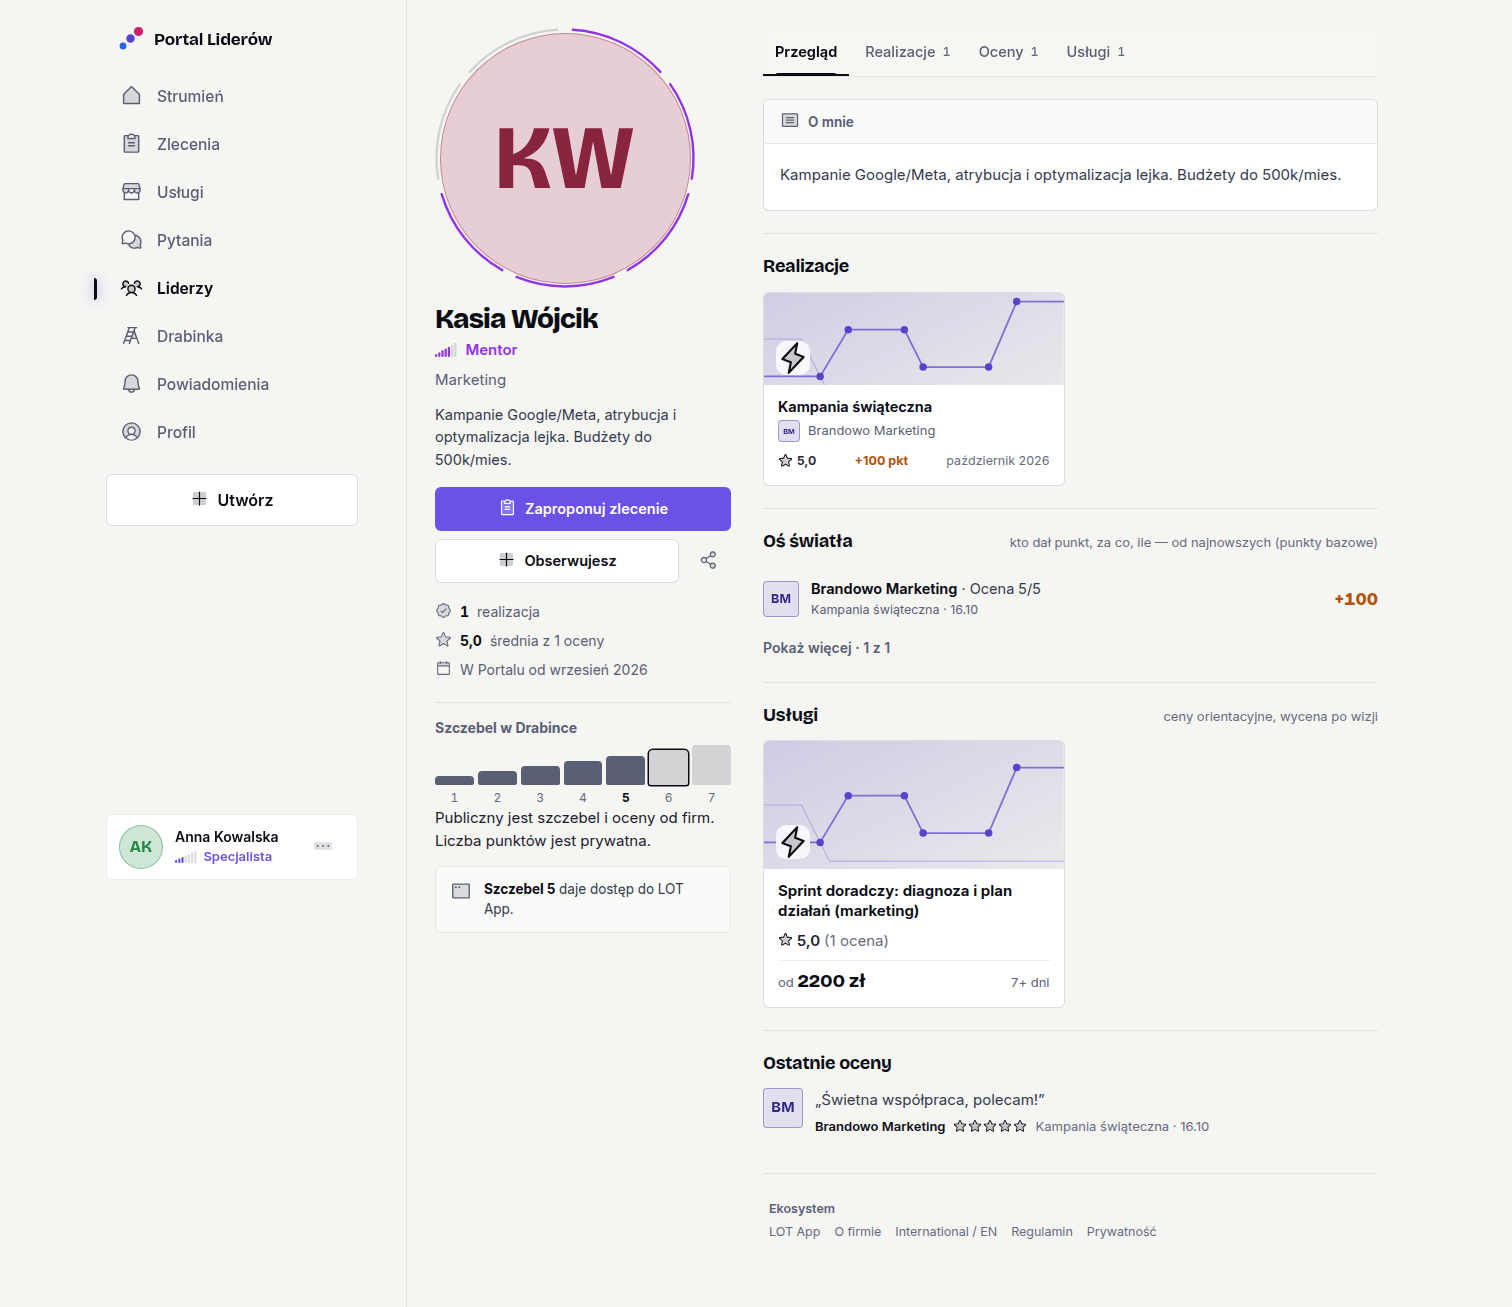 Portal Liderów
Strumień
Zlecenia
Usługi
Pytania
Liderzy
Drabinka
Powiadomienia
Profil
Utwórz
AK
Anna Kowalska
Specjalista
KW
Kasia Wójcik
Mentor
Marketing
Kampanie Google/Meta, atrybucja i
optymalizacja lejka. Budżety do
500k/mies.
Zaproponuj zlecenie
Obserwujesz
1 realizacja
5,0 średnia z 1 oceny
W Portalu od wrzesień 2026
Szczebel w Drabince
1 2 3 4 5 6 7
Publiczny jest szczebel i oceny od firm.
Liczba punktów jest prywatna.
Szczebel 5 daje dostęp do LOT
App.
Przegląd Realizacje 1 Oceny 1 Usługi 1
O mnie
Kampanie Google/Meta, atrybucja i optymalizacja lejka. Budżety do 500k/mies.
Realizacje
Kampania świąteczna
BM Brandowo Marketing
5,0 +100 pkt październik 2026
Oś światła kto dał punkt, za co, ile — od najnowszych (punkty bazowe)
BM
Brandowo Marketing · Ocena 5/5
Kampania świąteczna · 16.10
+100
Pokaż więcej · 1 z 1
Usługi ceny orientacyjne, wycena po wizji
Sprint doradczy: diagnoza i plan
działań (marketing)
5,0 (1 ocena)
od 2200 zł 7+ dni
Ostatnie oceny
BM
„Świetna współpraca, polecam!”
Brandowo Marketing Kampania świąteczna · 16.10
Ekosystem
LOT App O firmie International / EN Regulamin Prywatność